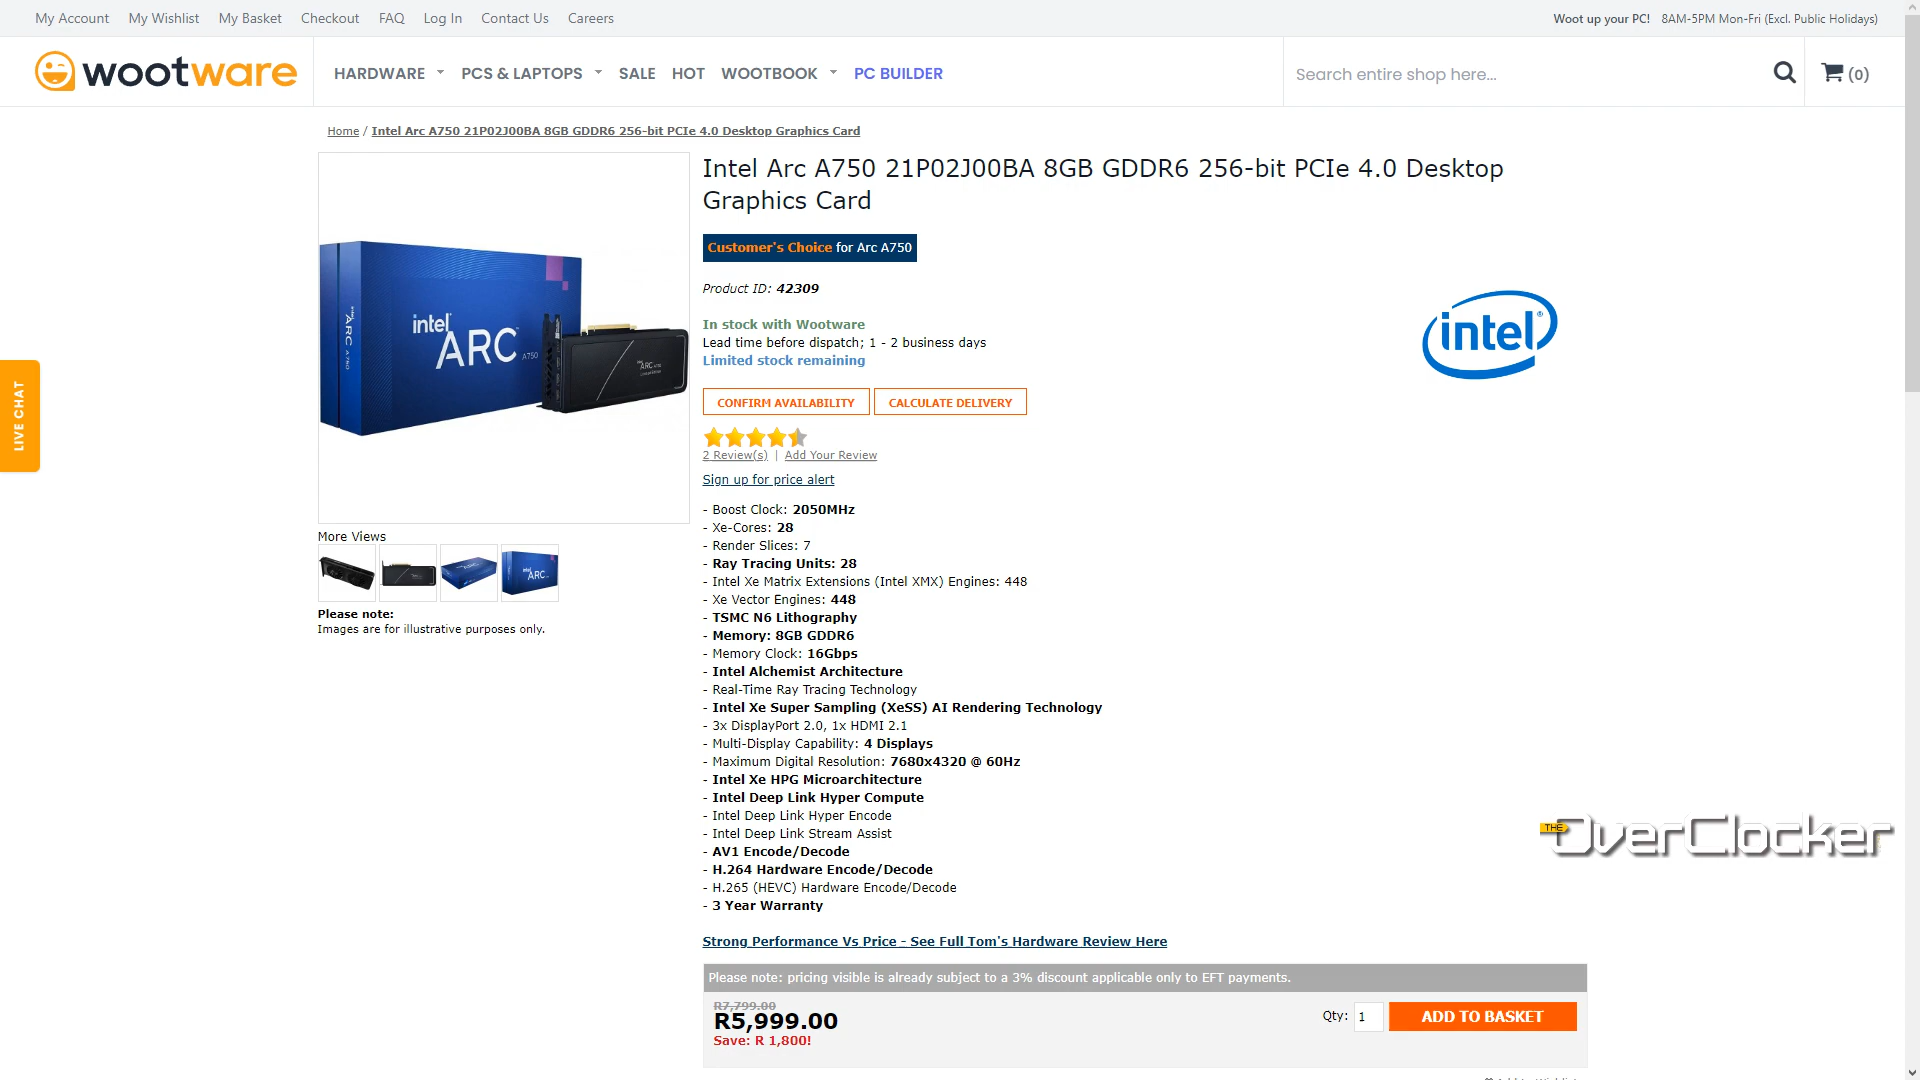 My Account My Wishlist My Basket Checkout FAQ Log In Contact Us Careers
Woot up your PC! 8AM-5PM Mon-Fri (Excl. Public Holidays)
wootware
HARDWARE PCS & LAPTOPS SALE HOT WOOTBOOK PC BUILDER
Search entire shop here...
(0)
Home / Intel Arc A750 21P02J00BA 8GB GDDR6 256-bit PCIe 4.0 Desktop Graphics Card
Intel Arc A750 21P02J00BA 8GB GDDR6 256-bit PCIe 4.0 Desktop
Graphics Card
Customer's Choice for Arc A750
Product ID: 42309
In stock with Wootware
Lead time before dispatch; 1 - 2 business days
Limited stock remaining
CONFIRM AVAILABILITY CALCULATE DELIVERY
2 Review(s) | Add Your Review
Sign up for price alert
intel
intel
ARC
A750
ARC A750
LIVE CHAT
More Views
ARC
Please note:
Images are for illustrative purposes only.
- Boost Clock: 2050MHz
- Xe-Cores: 28
- Render Slices: 7
- Ray Tracing Units: 28
- Intel Xe Matrix Extensions (Intel XMX) Engines: 448
- Xe Vector Engines: 448
- TSMC N6 Lithography
- Memory: 8GB GDDR6
- Memory Clock: 16Gbps
- Intel Alchemist Architecture
- Real-Time Ray Tracing Technology
- Intel Xe Super Sampling (XeSS) AI Rendering Technology
- 3x DisplayPort 2.0, 1x HDMI 2.1
- Multi-Display Capability: 4 Displays
- Maximum Digital Resolution: 7680x4320 @ 60Hz
- Intel Xe HPG Microarchitecture
- Intel Deep Link Hyper Compute
- Intel Deep Link Hyper Encode
- Intel Deep Link Stream Assist
- AV1 Encode/Decode
- H.264 Hardware Encode/Decode
- H.265 (HEVC) Hardware Encode/Decode
- 3 Year Warranty
THE OverClocker
Strong Performance Vs Price - See Full Tom's Hardware Review Here
Please note: pricing visible is already subject to a 3% discount applicable only to EFT payments.
R7,799.00
R5,999.00
Save: R 1,800!
Qty: 1 ADD TO BASKET